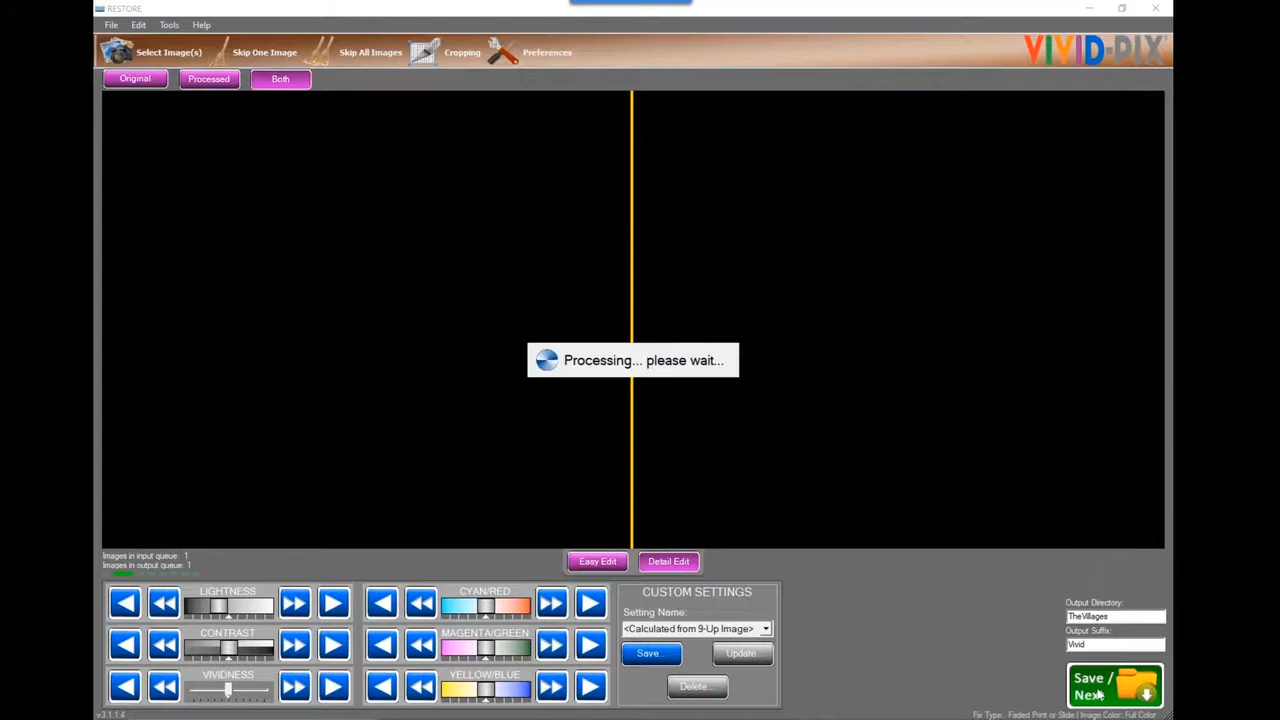 RESTORE
File Edit Tools Help
Select Image(s) Skip One Image Skip All Images Cropping Preferences
VIVID-PIX
Original Processed Both
Processing... please wait...
Images in input queue: 1
Images in output queue: 1
Easy Edit Detail Edit
LIGHTNESS
CONTRAST
VIVIDNESS
CYAN/RED
MAGENTA/GREEN
YELLOW/BLUE
CUSTOM SETTINGS
Setting Name:
<Calculated from 9-Up Image>
Save... Update...
Delete...
Output Directory:
TheVillages
Output Suffix:
Vivid
Save /
Next
v3.1.1.4
Fix Type: Faded Print or Slide | Image Color: Full Color